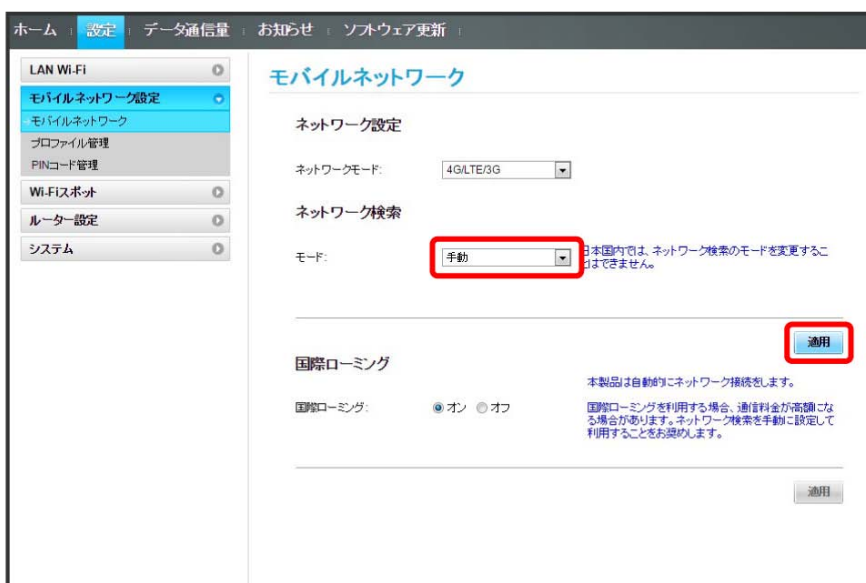 ホーム 設定 データ通信量 お知らせ ソフトウェア更新
LAN Wi-Fi
モバイルネットワーク設定
モバイルネットワーク
プロファイル管理
PINコード管理
Wi-Fiスポット
ルーター設定
システム
モバイルネットワーク
ネットワーク設定
ネットワークモード: 4G/LTE/3G
ネットワーク検索
モード: 手動
日本国内では、ネットワーク検索のモードを変更するこ
とはできません。
適用
国際ローミング
本製品は自動的にネットワーク接続をします。
国際ローミング: オン オフ
国際ローミングを利用する場合、通信料金が高額にな
る場合があります。ネットワーク検索を手動に設定して
利用することをお奨めします。
適用